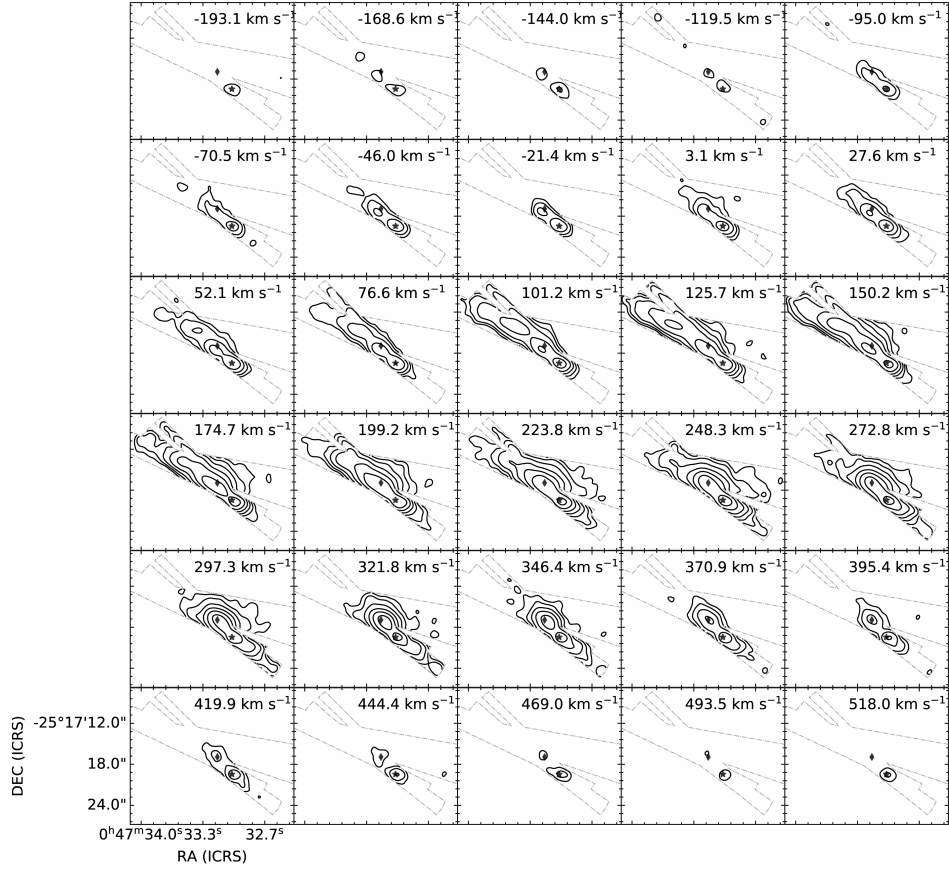 -193.1 km s⁻¹ -168.6 km s⁻¹ -144.0 km s⁻¹ -119.5 km s⁻¹ -95.0 km s⁻¹
-70.5 km s⁻¹ -46.0 km s⁻¹ -21.4 km s⁻¹ 3.1 km s⁻¹ 27.6 km s⁻¹
52.1 km s⁻¹ 76.6 km s⁻¹ 101.2 km s⁻¹ 125.7 km s⁻¹ 150.2 km s⁻¹
174.7 km s⁻¹ 199.2 km s⁻¹ 223.8 km s⁻¹ 248.3 km s⁻¹ 272.8 km s⁻¹
297.3 km s⁻¹ 321.8 km s⁻¹ 346.4 km s⁻¹ 370.9 km s⁻¹ 395.4 km s⁻¹
419.9 km s⁻¹ 444.4 km s⁻¹ 469.0 km s⁻¹ 493.5 km s⁻¹ 518.0 km s⁻¹
-25°17'12.0"
18.0"
24.0"
DEC (ICRS)
0ʰ47ᵐ34.0ˢ 33.3ˢ 32.7ˢ
RA (ICRS)